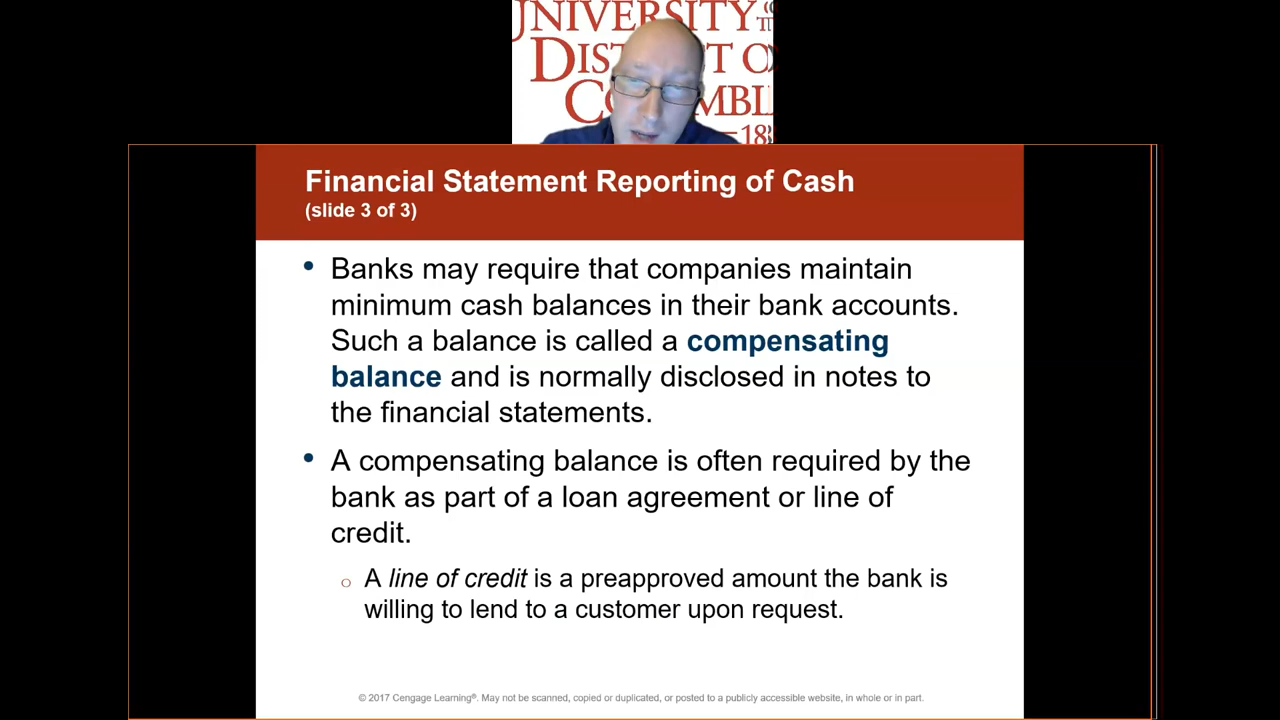 UNIVERSITY
DIS T O
C MBI
–18
Financial Statement Reporting of Cash
(slide 3 of 3)
• Banks may require that companies maintain
minimum cash balances in their bank accounts.
Such a balance is called a compensating
balance and is normally disclosed in notes to
the financial statements.
• A compensating balance is often required by the
bank as part of a loan agreement or line of
credit.
o A line of credit is a preapproved amount the bank is
willing to lend to a customer upon request.
© 2017 Cengage Learning®. May not be scanned, copied or duplicated, or posted to a publicly accessible website, in whole or in part.